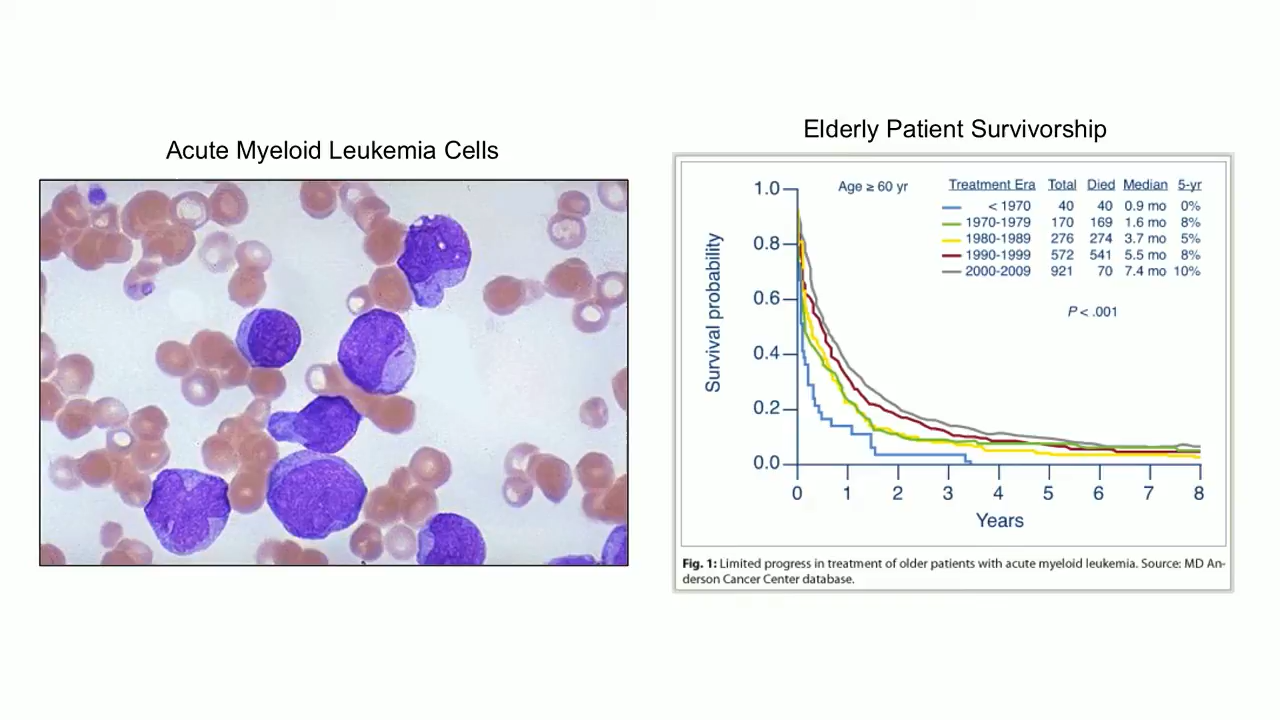 Acute Myeloid Leukemia Cells
Elderly Patient Survivorship
Age ≥ 60 yr
Treatment Era Total Died Median 5-yr
< 1970 40 40 0.9 mo 0%
1970-1979 170 169 1.6 mo 8%
1980-1989 276 274 3.7 mo 5%
1990-1999 572 541 5.5 mo 8%
2000-2009 921 70 7.4 mo 10%
P < .001
Survival probability
1.0
0.8
0.6
0.4
0.2
0.0
0 1 2 3 4 5 6 7 8
Years
Fig. 1: Limited progress in treatment of older patients with acute myeloid leukemia. Source: MD An-
derson Cancer Center database.